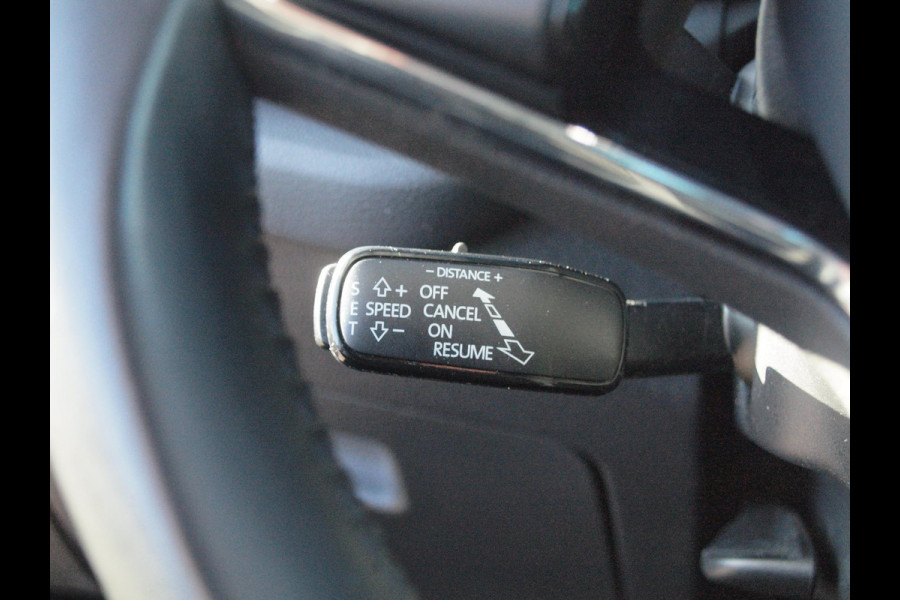 − DISTANCE +
S + OFF
E SPEED CANCEL
T − ON
RESUME